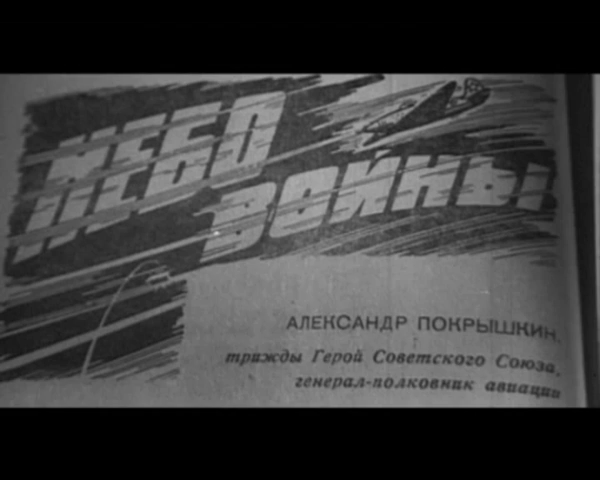 НЕБО
ВОЙНЫ
АЛЕКСАНДР ПОКРЫШКИН,
трижды Герой Советского Союза,
генерал-полковник авиации